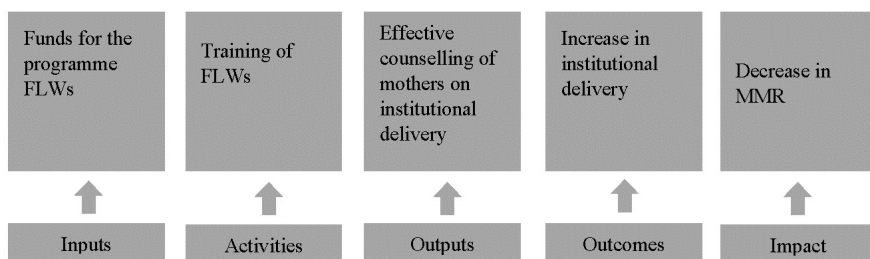 Funds for the
programme
FLWs
Training of
FLWs
Effective
counselling of
mothers on
institutional
delivery
Increase in
institutional
delivery
Decrease in
MMR
Inputs
Activities
Outputs
Outcomes
Impact